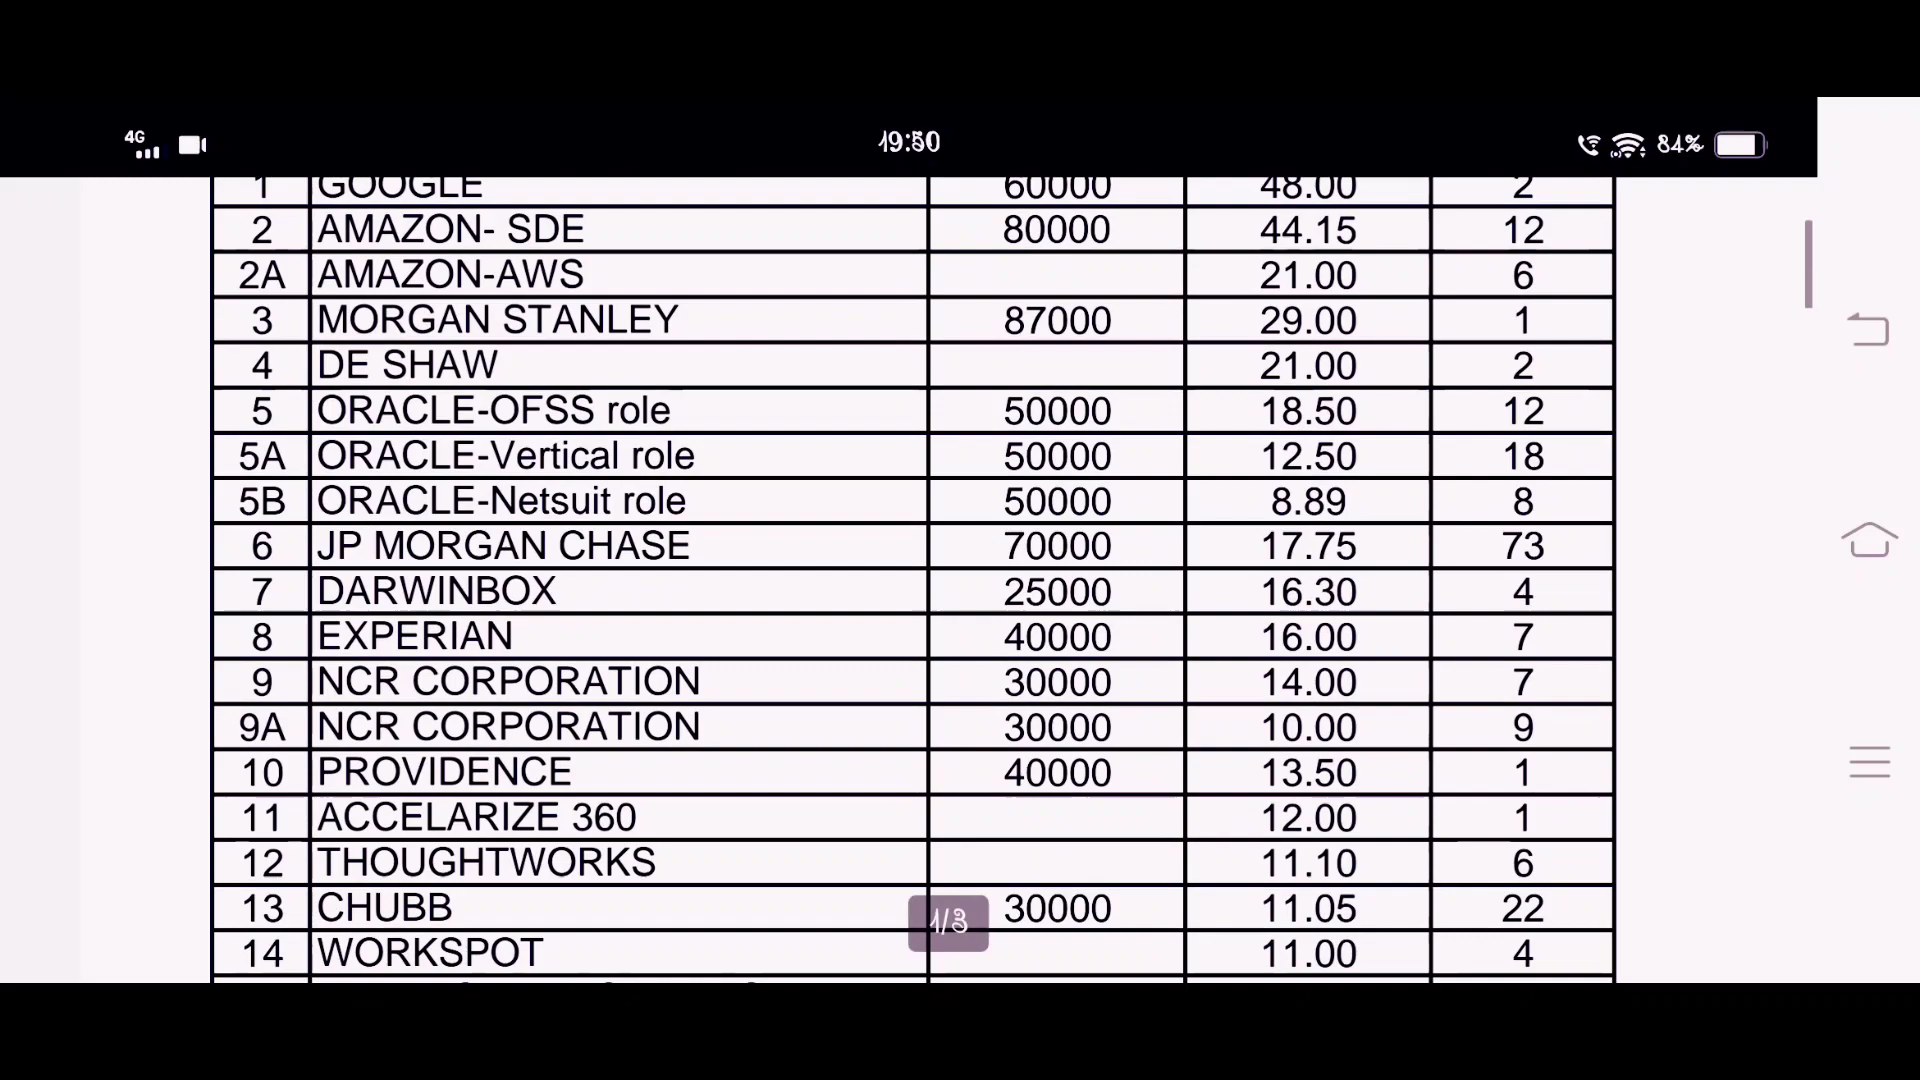 4G 19:50 84%
1 GOOGLE 60000 48.00 2
2 AMAZON- SDE 80000 44.15 12
2A AMAZON-AWS 21.00 6
3 MORGAN STANLEY 87000 29.00 1
4 DE SHAW 21.00 2
5 ORACLE-OFSS role 50000 18.50 12
5A ORACLE-Vertical role 50000 12.50 18
5B ORACLE-Netsuit role 50000 8.89 8
6 JP MORGAN CHASE 70000 17.75 73
7 DARWINBOX 25000 16.30 4
8 EXPERIAN 40000 16.00 7
9 NCR CORPORATION 30000 14.00 7
9A NCR CORPORATION 30000 10.00 9
10 PROVIDENCE 40000 13.50 1
11 ACCELARIZE 360 12.00 1
12 THOUGHTWORKS 11.10 6
13 CHUBB 30000 11.05 22
1/3
14 WORKSPOT 11.00 4